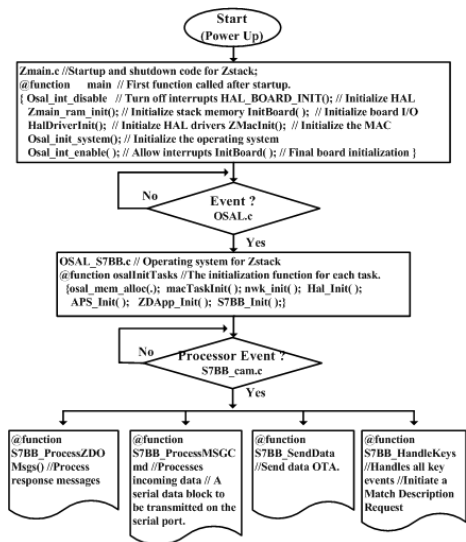 Start
(Power Up)
Zmain.c //Startup and shutdown code for Zstack;
@function main // First function called after startup.
{ Osal_int_disable // Turn off interrupts HAL_BOARD_INIT(); // Initialize HAL
Zmain_ram_init(); // Initialize stack memory InitBoard( ); // Initialize board I/O
HalDriverInit(); // Initialze HAL drivers ZMacInit(); // Initialize the MAC
Osal_init_system(); // Initialize the operating system
Osal_int_enable( ); // Allow interrupts InitBoard( ); // Final board initialization }
No
Event ?
OSAL.c
Yes
OSAL_S7BB.c // Operating system for Zstack
@function osalInitTasks //The initialization function for each task.
{osal_mem_alloc(.); macTaskInit( ); nwk_init( ); Hal_Init( );
APS_Init( ); ZDApp_Init( ); S7BB_Init( );}
No
Processor Event ?
S7BB_cam.c
Yes
@function
S7BB_ProcessZDO
Msgs() //Process
response messages
@function
S7BB_ProcessMSGC
md //Processes
incoming data // A
serial data block to
be transmitted on the
serial port.
@function
S7BB_SendData
//Send data OTA.
@function
S7BB_HandleKeys
//Handles all key
events //Initiate a
Match Description
Request